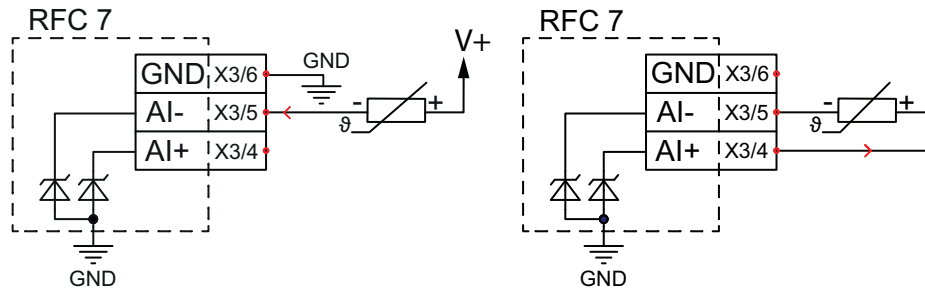 RFC 7
GND X3/6
GND
V+
AI- X3/5
- +
ϑ
AI+ X3/4
GND
RFC 7
GND X3/6
AI- X3/5
- +
ϑ
AI+ X3/4
GND